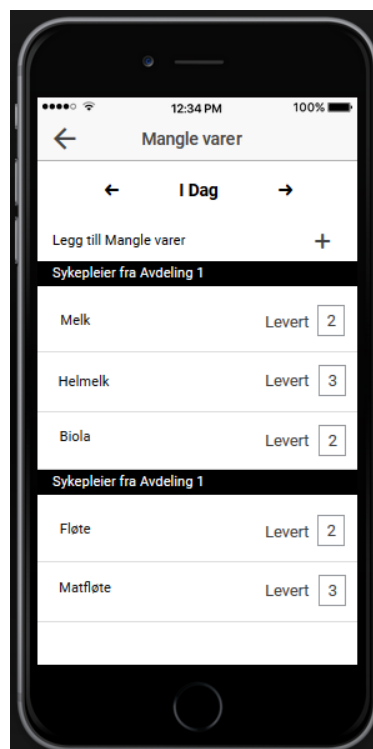 12:34 PM 100%
Mangle varer
I Dag
Legg till Mangle varer
Sykepleier fra Avdeling 1
Melk Levert 2
Helmelk Levert 3
Biola Levert 2
Sykepleier fra Avdeling 1
Fløte Levert 2
Matfløte Levert 3